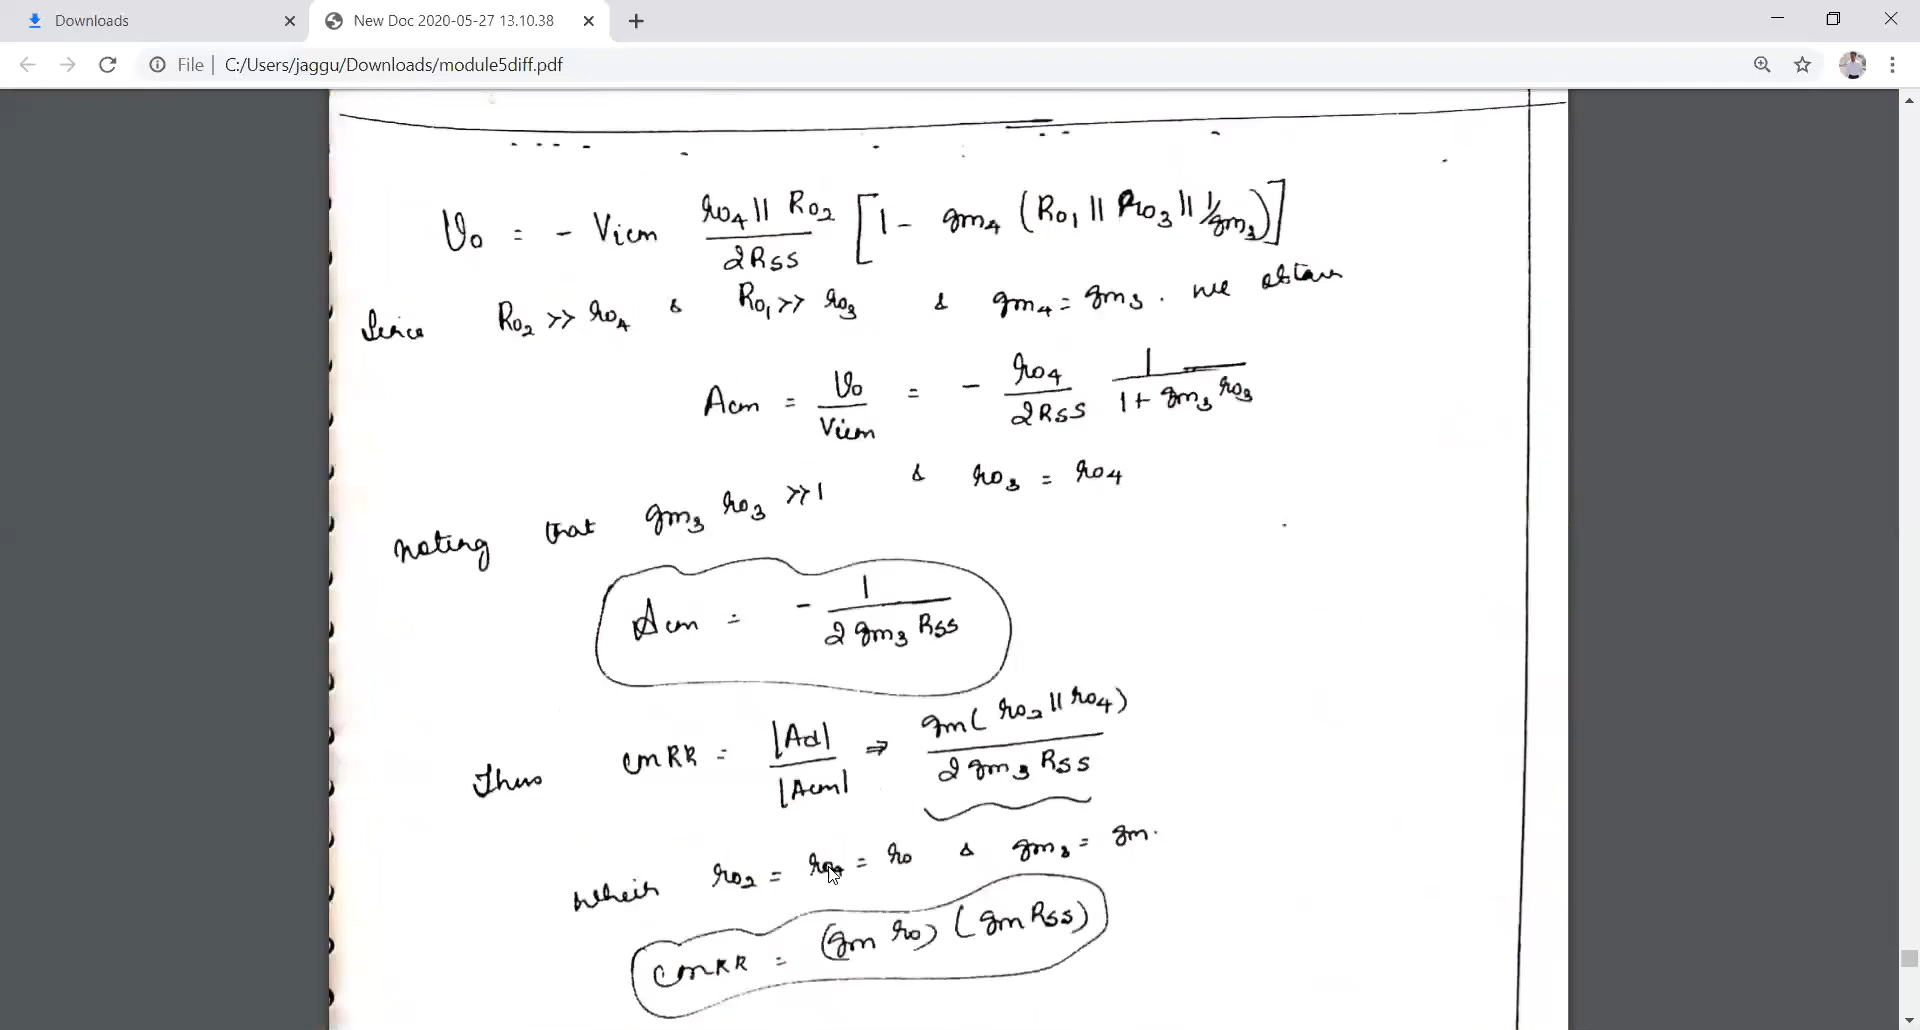 Downloads
New Doc 2020-05-27 13.10.38
File | C:/Users/jaggu/Downloads/module5diff.pdf
Vo = - Vicm ro4 || Ro2 / 2RSS [1 - gm4 (Ro1 || ro3 || 1/gm3)]
Since Ro2 >> ro4 & Ro1 >> ro3 & gm4 = gm3. we obtain
Acm = Vo / Vicm = - ro4 / 2RSS 1 / 1 + gm3 ro3
noting that gm3 ro3 >> 1 & ro3 = ro4
Acm = - 1 / 2 gm3 RSS
Thus CMRR = |Ad| / |Acm| ⇒ gm( ro2 || ro4) / 2 gm3 RSS
ro2 = ro4 = ro & gm3 = gm.
CMRR = (gm ro) (gm RSS)